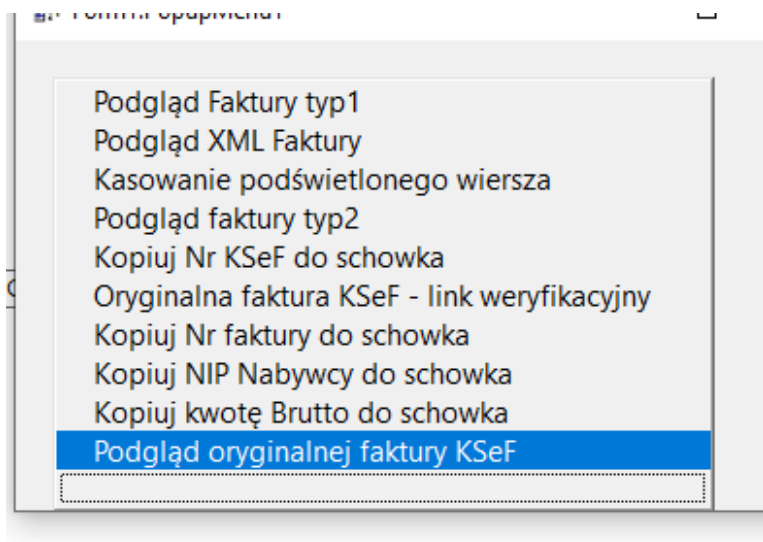 Form1.PopupMenu1
Podgląd Faktury typ1
Podgląd XML Faktury
Kasowanie podświetlonego wiersza
Podgląd faktury typ2
Kopiuj Nr KSeF do schowka
Oryginalna faktura KSeF - link weryfikacyjny
Kopiuj Nr faktury do schowka
Kopiuj NIP Nabywcy do schowka
Kopiuj kwotę Brutto do schowka
Podgląd oryginalnej faktury KSeF